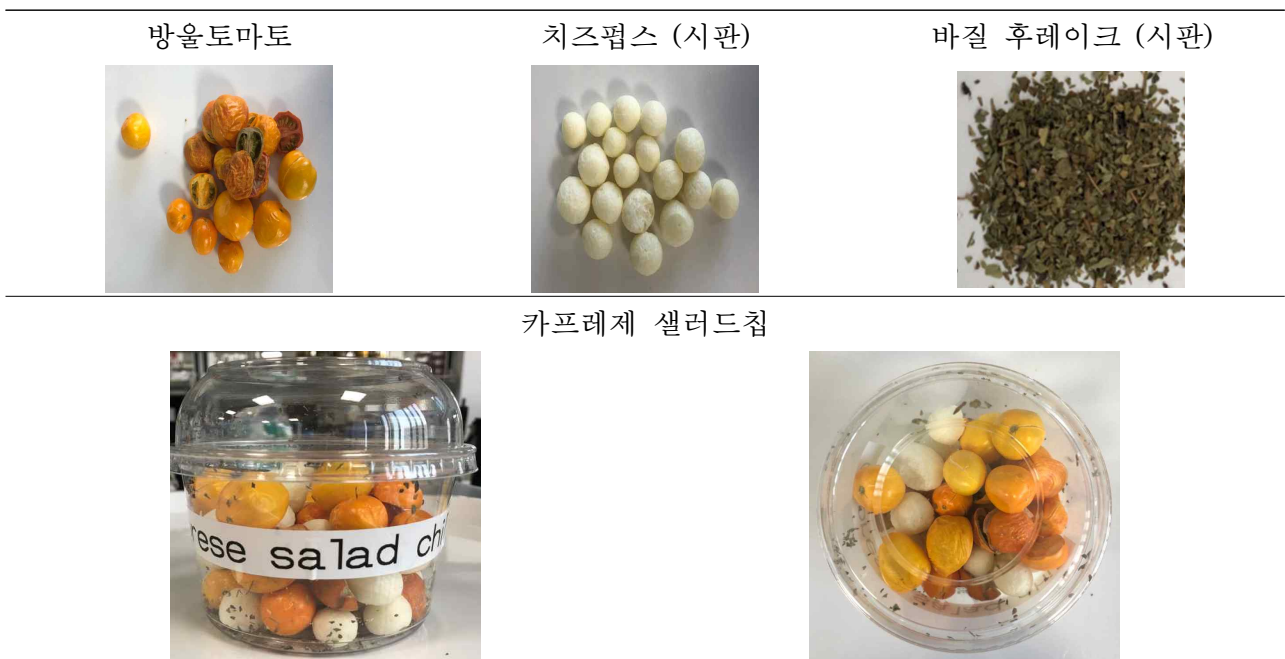 방울토마토
치즈펍스 (시판)
바질 후레이크 (시판)
카프레제 샐러드칩
rese salad chi